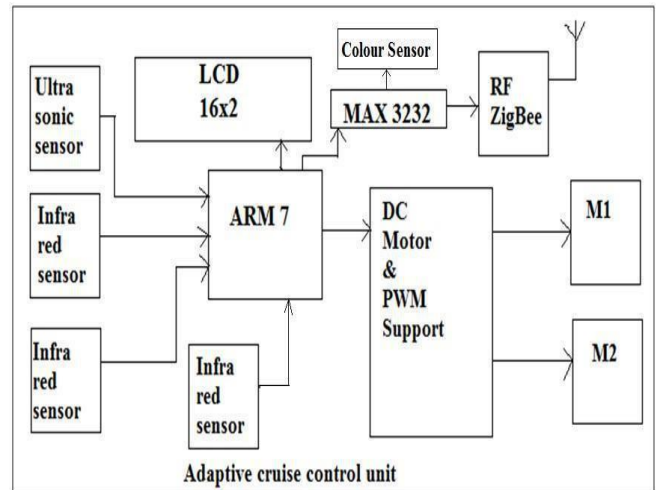 Ultra
sonic
sensor
LCD
16x2
Colour Sensor
MAX 3232
RF
ZigBee
Infra
red
sensor
ARM 7
DC
Motor
&
PWM
Support
M1
Infra
red
sensor
Infra
red
sensor
M2
Adaptive cruise control unit